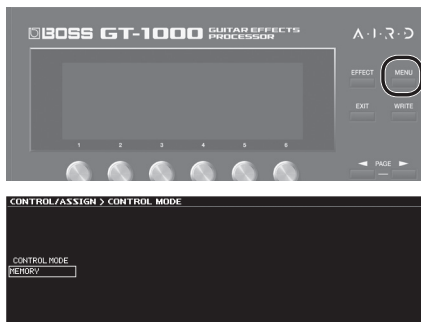 BOSS GT-1000 GUITAR EFFECTS PROCESSOR
A·I·R·D
EFFECT MENU
EXIT WRITE
1 2 3 4 5 6
◄ PAGE ►
CONTROL/ASSIGN > CONTROL MODE
CONTROL MODE
MEMORY